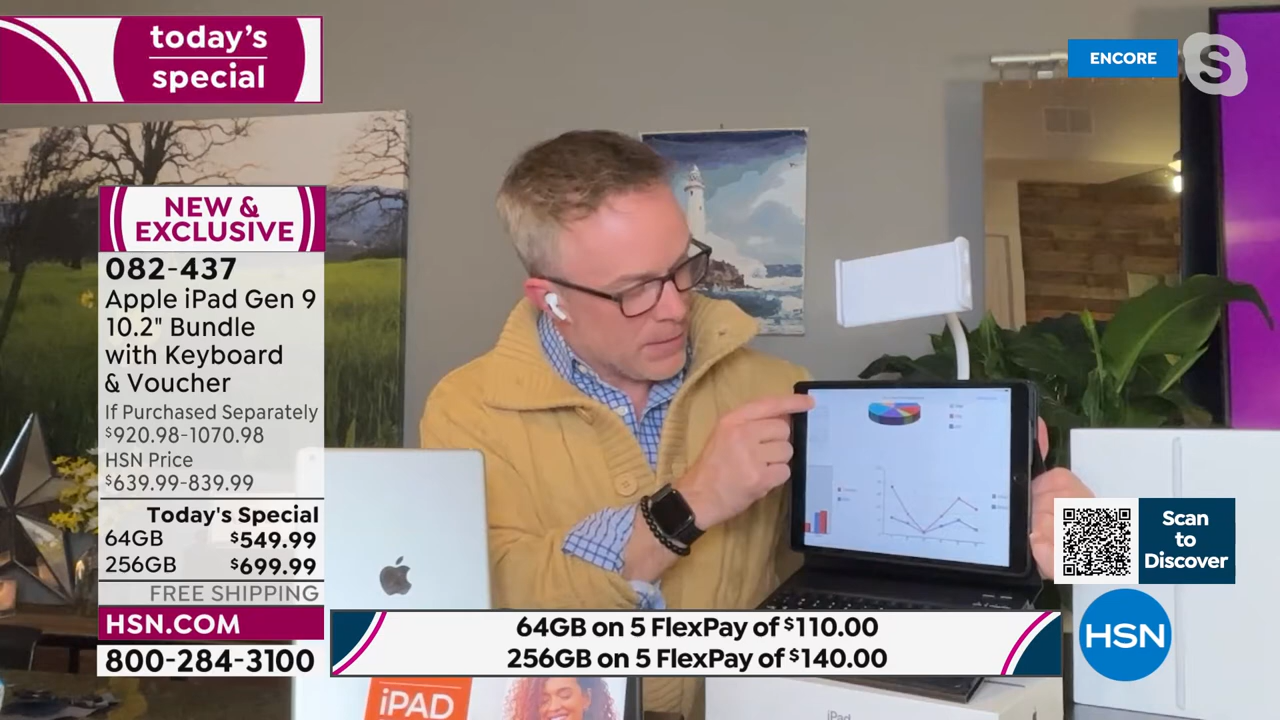 today's
special
ENCORE
S
NEW &
EXCLUSIVE
082-437
Apple iPad Gen 9
10.2" Bundle
with Keyboard
& Voucher
If Purchased Separately
$920.98-1070.98
HSN Price
$639.99-839.99
Today's Special
64GB $549.99
256GB $699.99
FREE SHIPPING
HSN.COM
800-284-3100
Scan
to
Discover
HSN
64GB on 5 FlexPay of $110.00
256GB on 5 FlexPay of $140.00
iPAD
iPad